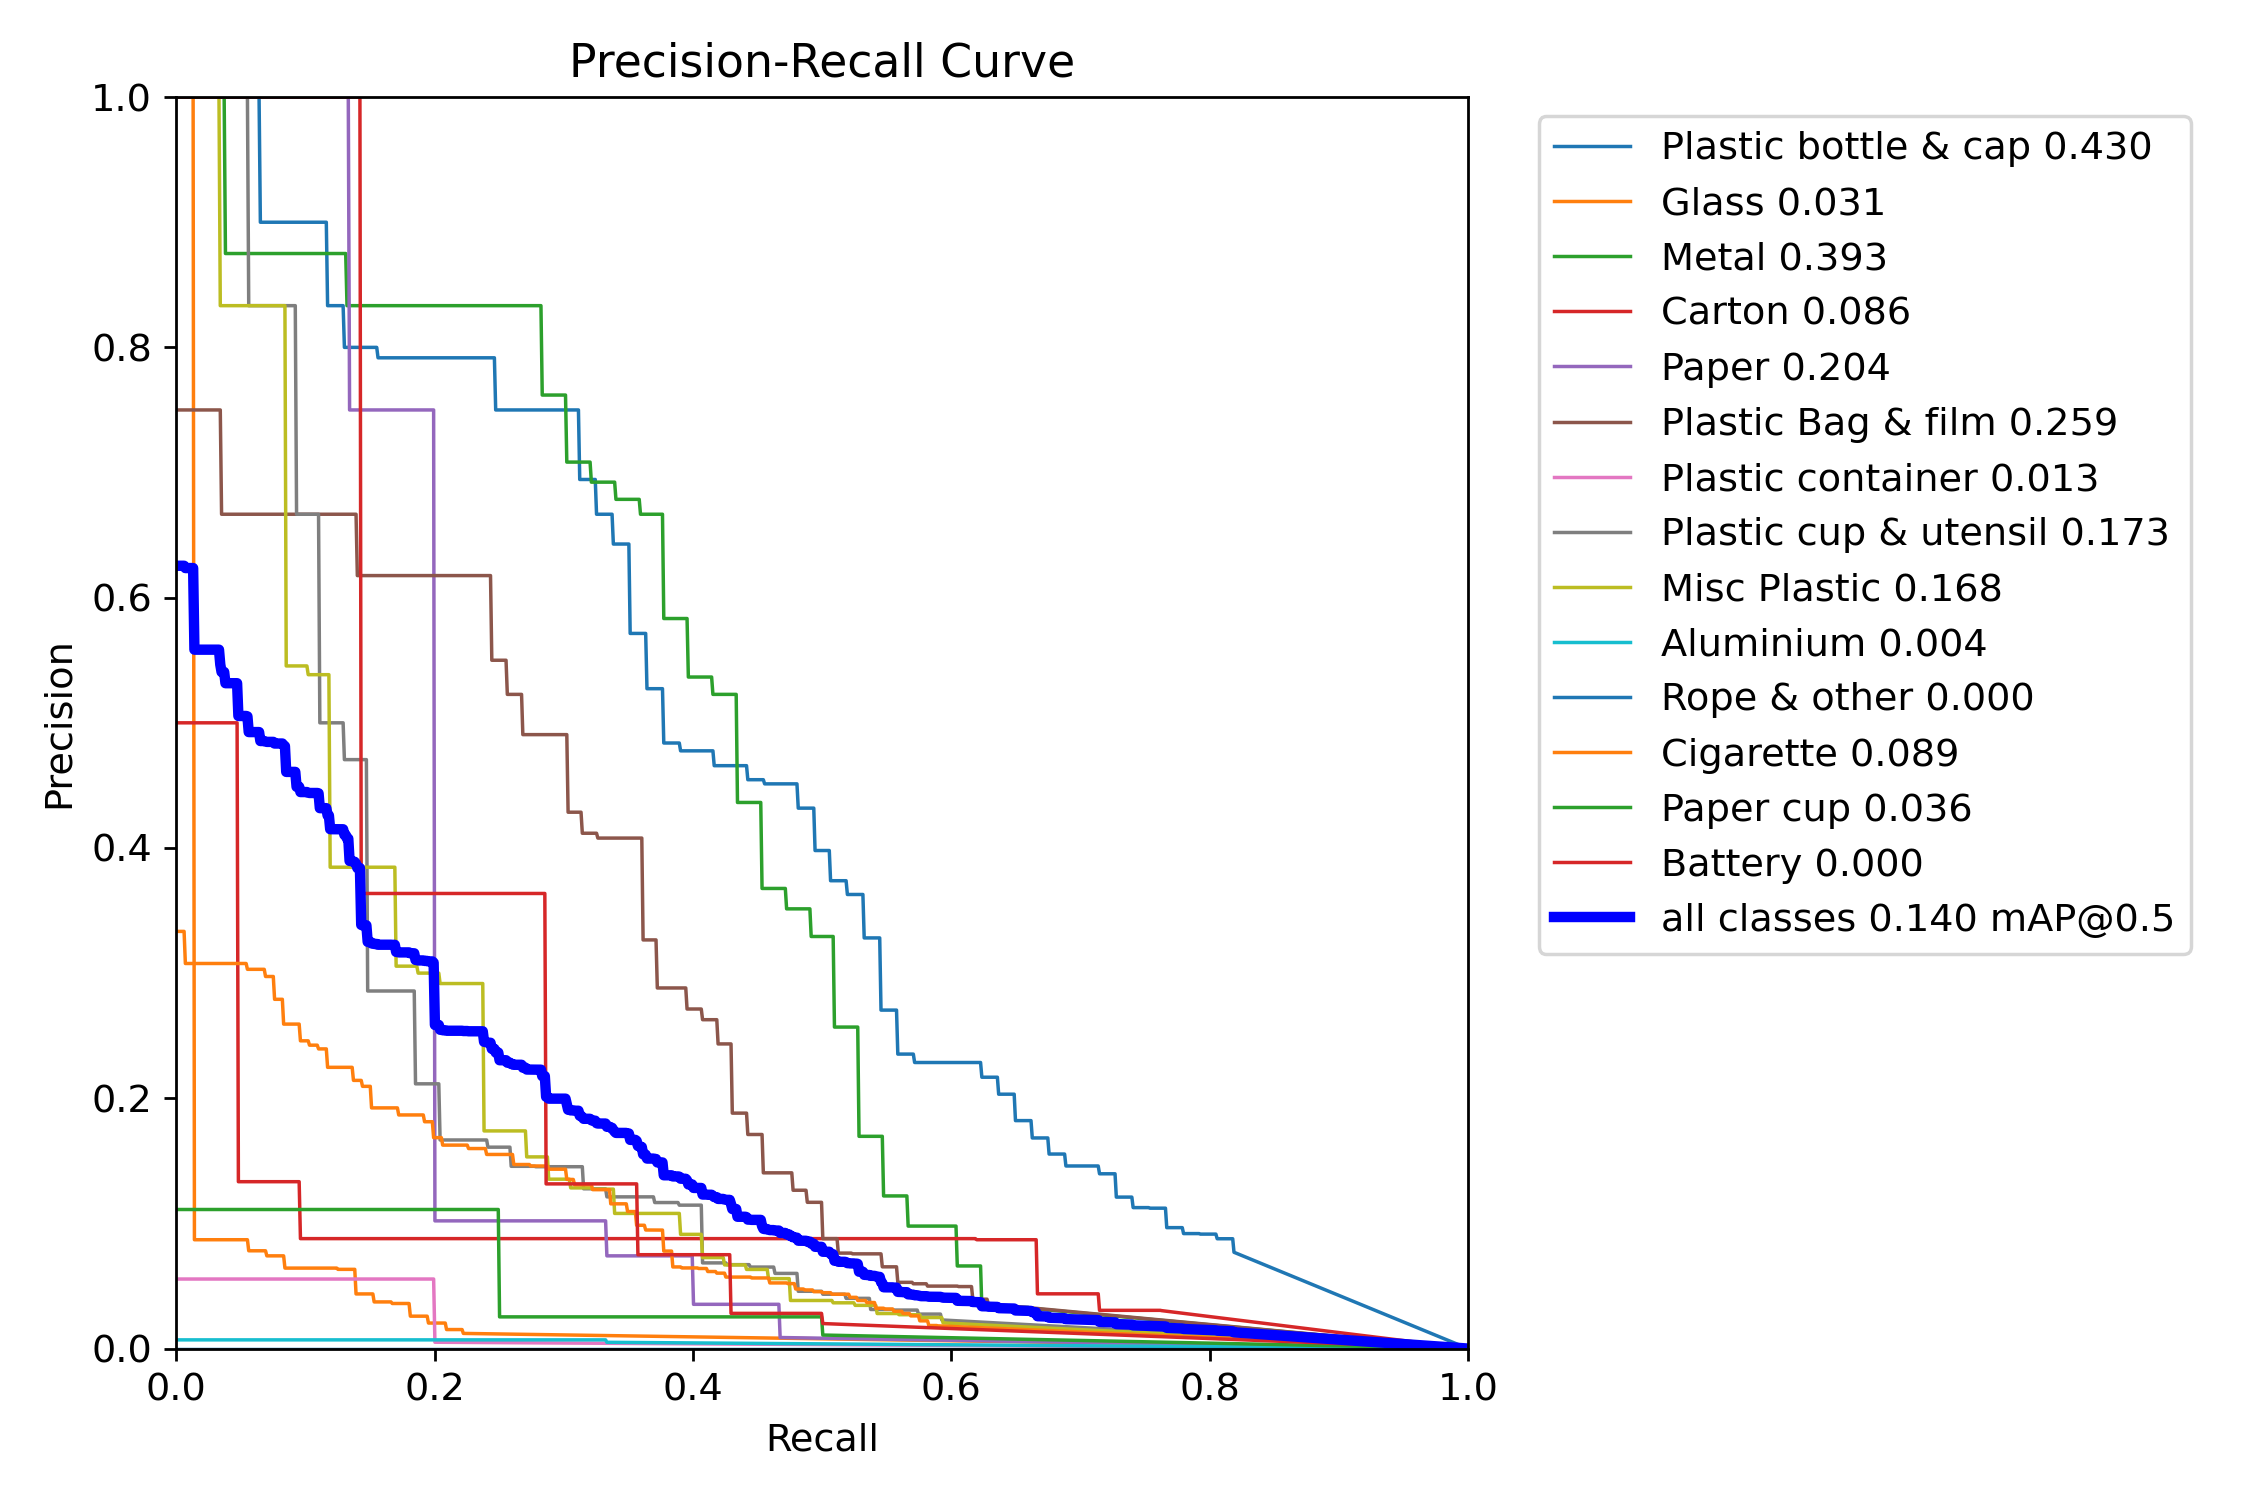 Precision-Recall Curve
1.0
0.8
0.6
0.4
0.2
0.0
Precision
0.0 0.2 0.4 0.6 0.8 1.0
Recall
Plastic bottle & cap 0.430
Glass 0.031
Metal 0.393
Carton 0.086
Paper 0.204
Plastic Bag & film 0.259
Plastic container 0.013
Plastic cup & utensil 0.173
Misc Plastic 0.168
Aluminium 0.004
Rope & other 0.000
Cigarette 0.089
Paper cup 0.036
Battery 0.000
all classes 0.140 mAP@0.5